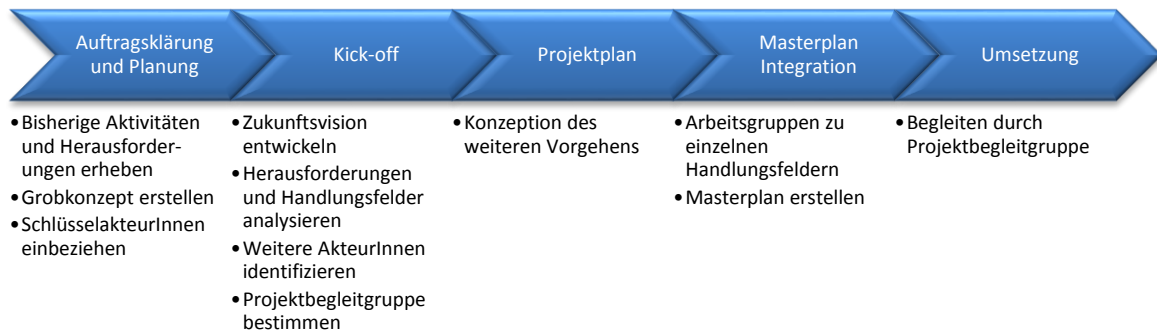 Auftragsklärung
und Planung
Kick-off
Projektplan
Masterplan
Integration
Umsetzung
•Bisherige Aktivitäten
und Herausforder-
ungen erheben
•Grobkonzept erstellen
•SchlüsselakteurInnen
einbeziehen
•Zukunftsvision
entwickeln
•Herausforderungen
und Handlungsfelder
analysieren
•Weitere AkteurInnen
identifizieren
•Projektbegleitgruppe
bestimmen
•Konzeption des
weiteren Vorgehens
•Arbeitsgruppen zu
einzelnen
Handlungsfeldern
•Masterplan erstellen
•Begleiten durch
Projektbegleitgruppe